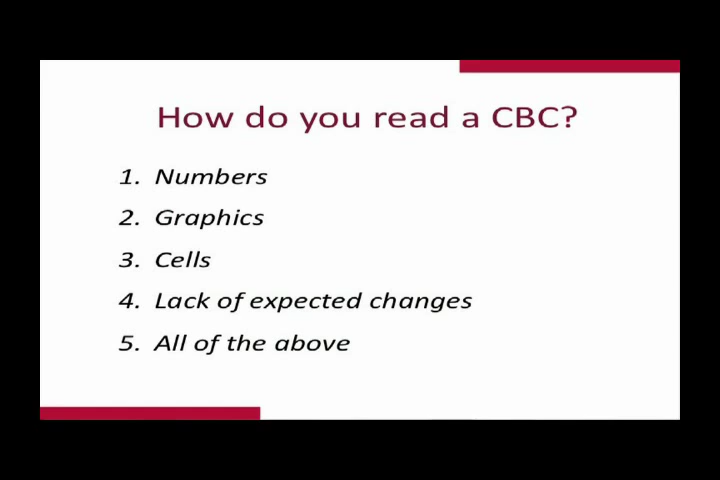 How do you read a CBC?
1. Numbers
2. Graphics
3. Cells
4. Lack of expected changes
5. All of the above